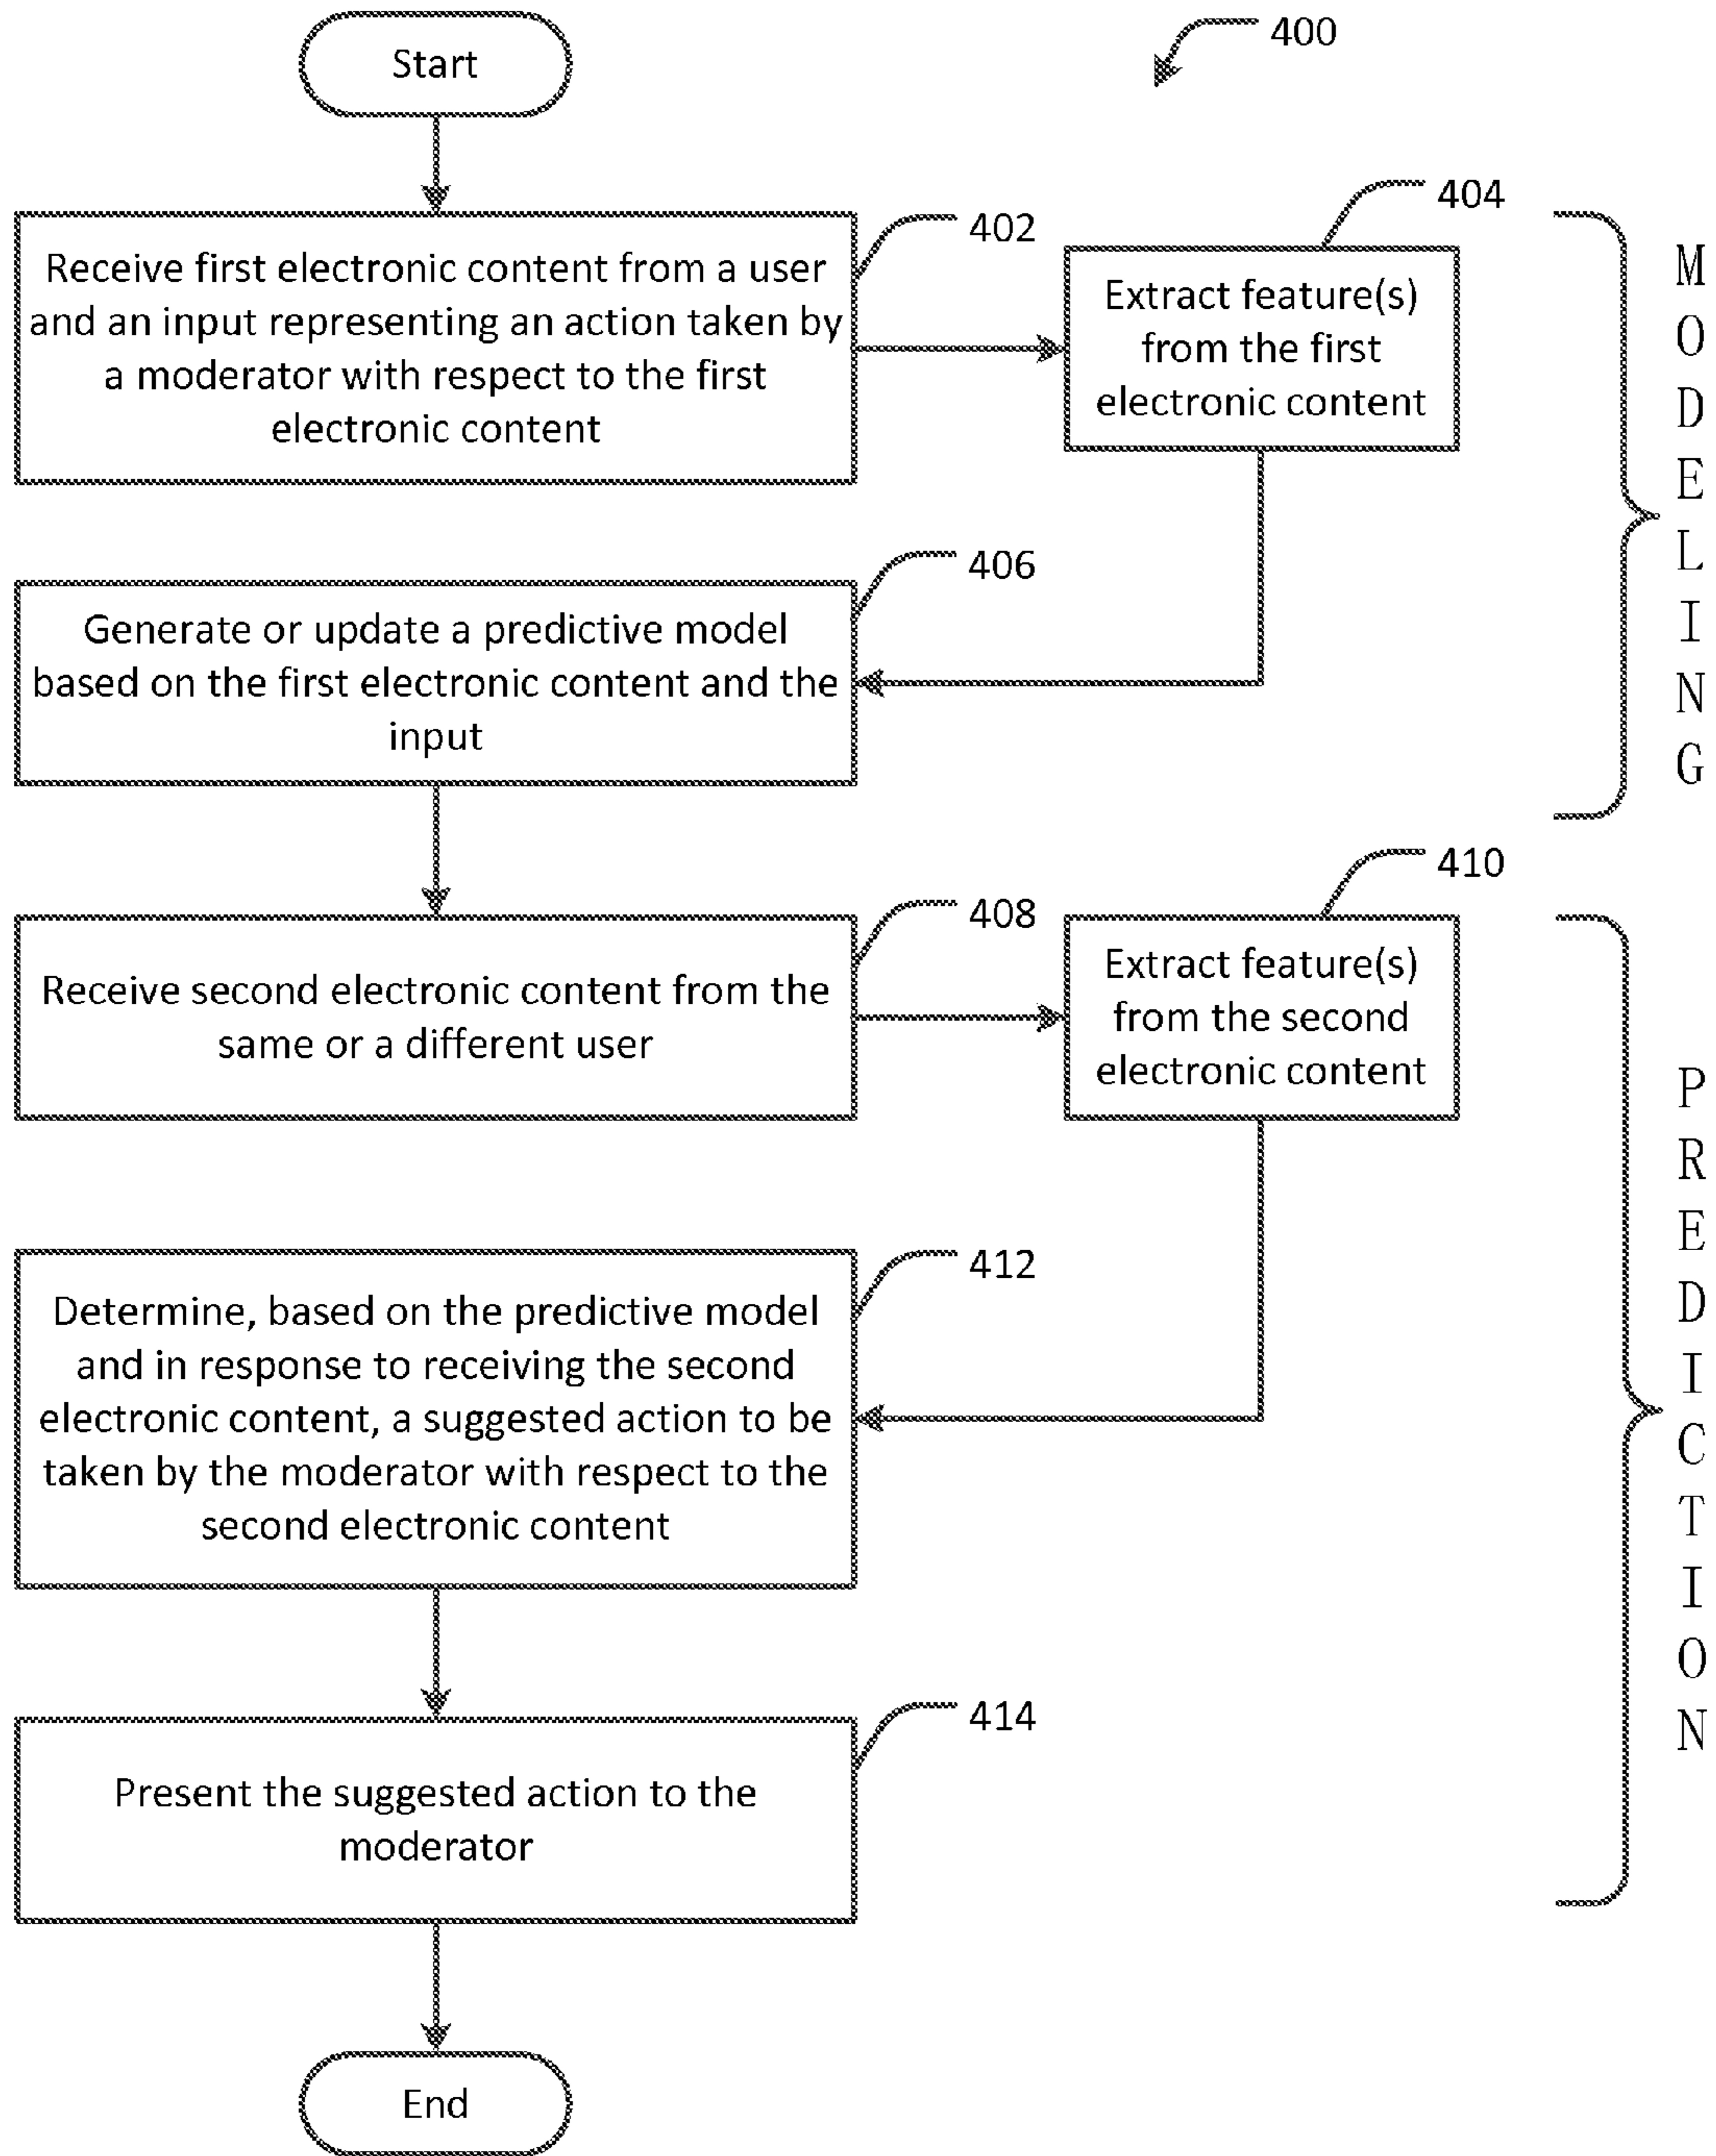 Start
400
Receive first electronic content from a user
and an input representing an action taken by
a moderator with respect to the first
electronic content
402
Extract feature(s)
from the first
electronic content
404
Generate or update a predictive model
based on the first electronic content and the
input
406
MODELING
Receive second electronic content from the
same or a different user
408
Extract feature(s)
from the second
electronic content
410
Determine, based on the predictive model
and in response to receiving the second
electronic content, a suggested action to be
taken by the moderator with respect to the
second electronic content
412
Present the suggested action to the
moderator
414
PREDICTION
End